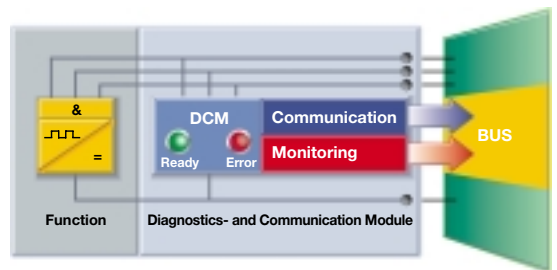 &
DCM
Communication
Ready
Error
Monitoring
=
BUS
Function
Diagnostics- and Communication Module